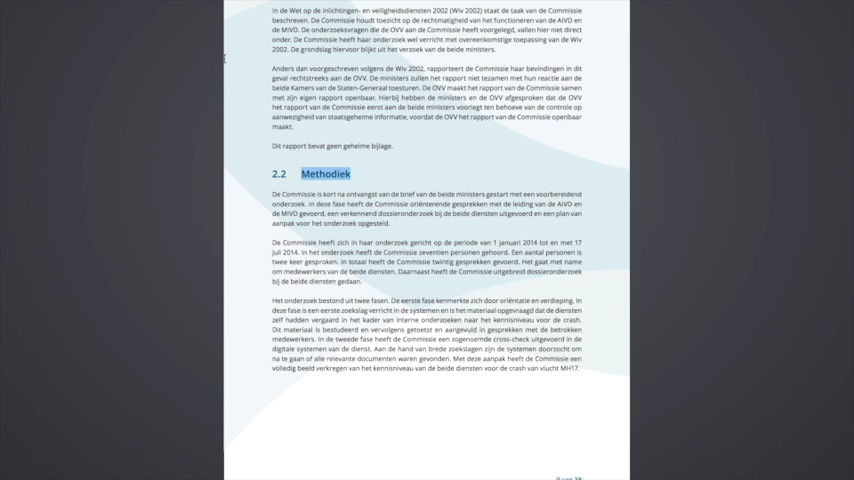 In de Wet op de inlichtingen- en veiligheidsdiensten 2002 (Wiv 2002) staat de taak van de Commissie
beschreven. De Commissie houdt toezicht op de rechtmatigheid van het functioneren van de AIVD en
de MIVD. De onderzoeksvragen die de OVV aan de Commissie heeft voorgelegd, vallen hier niet direct
onder. De Commissie heeft haar onderzoek wel verricht met overeenkomstige toepassing van de Wiv
2002. De grondslag hiervoor blijkt uit het verzoek van de beide ministers.
Anders dan voorgeschreven volgens de Wiv 2002, rapporteert de Commissie haar bevindingen in dit
geval rechtstreeks aan de OVV. De ministers zullen het rapport niet tezamen met hun reactie aan de
beide Kamers van de Staten-Generaal toesturen. De OVV maakt het rapport van de Commissie samen
met zijn eigen rapport openbaar. Hierbij hebben de ministers en de OVV afgesproken dat de OVV
het rapport van de Commissie eerst aan de beide ministers voorlegt ten behoeve van de controle op
aanwezigheid van staatsgeheime informatie, voordat de OVV het rapport van de Commissie openbaar
maakt.
Dit rapport bevat geen geheime bijlage.
2.2 Methodiek
De Commissie is kort na ontvangst van de brief van de beide ministers gestart met een voorbereidend
onderzoek. In deze fase heeft de Commissie oriënterende gesprekken met de leiding van de AIVD en
de MIVD gevoerd, een verkennend dossieronderzoek bij de beide diensten uitgevoerd en een plan van
aanpak voor het onderzoek opgesteld.
De Commissie heeft zich in haar onderzoek gericht op de periode van 1 januari 2014 tot en met 17
juli 2014. In het onderzoek heeft de Commissie zeventien personen gehoord. Een aantal personen is
twee keer gesproken. In totaal heeft de Commissie twintig gesprekken gevoerd. Het gaat met name
om medewerkers van de beide diensten. Daarnaast heeft de Commissie uitgebreid dossieronderzoek
bij de beide diensten gedaan.
Het onderzoek bestond uit twee fasen. De eerste fase kenmerkte zich door oriëntatie en verdieping. In
deze fase is een eerste zoekslag verricht in de systemen en is het materiaal opgevraagd dat de diensten
zelf hadden vergaard in het kader van interne onderzoeken naar het kennisniveau voor de crash.
Dit materiaal is bestudeerd en vervolgens getoetst en aangevuld in gesprekken met de betrokken
medewerkers. In de tweede fase heeft de Commissie een zogenoemde cross-check uitgevoerd in de
digitale systemen van de dienst. Aan de hand van brede zoekslagen zijn de systemen doorzocht om
na te gaan of alle relevante documenten waren gevonden. Met deze aanpak heeft de Commissie een
volledig beeld verkregen van het kennisniveau van de beide diensten voor de crash van vlucht MH17.
9 van 38